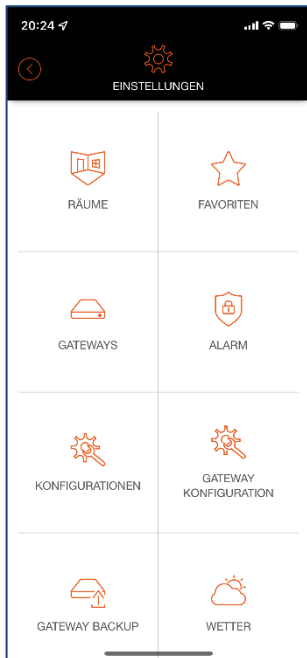 20:24
EINSTELLUNGEN
RÄUME
FAVORITEN
GATEWAYS
ALARM
KONFIGURATIONEN
GATEWAY
KONFIGURATION
GATEWAY BACKUP
WETTER